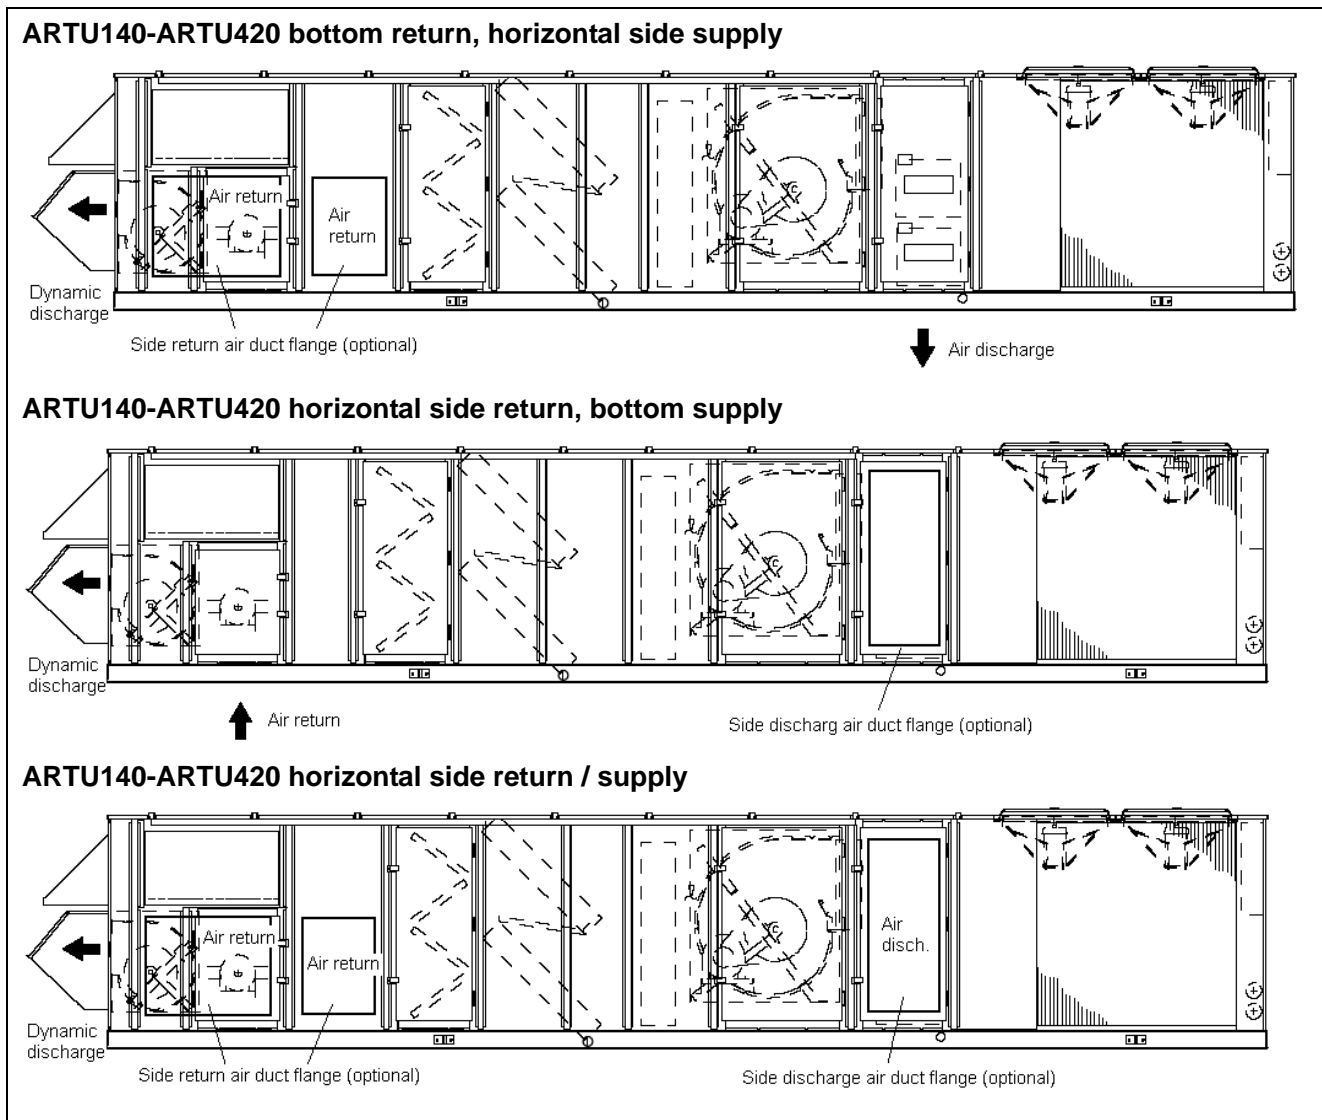 ARTU140-ARTU420 bottom return, horizontal side supply
Air return
Air
return
Dynamic
discharge
Side return air duct flange (optional)
Air discharge
ARTU140-ARTU420 horizontal side return, bottom supply
Dynamic
discharge
Air return
Side discharg air duct flange (optional)
ARTU140-ARTU420 horizontal side return / supply
Air return
Air return
Air
disch.
Dynamic
discharge
Side return air duct flange (optional)
Side discharge air duct flange (optional)